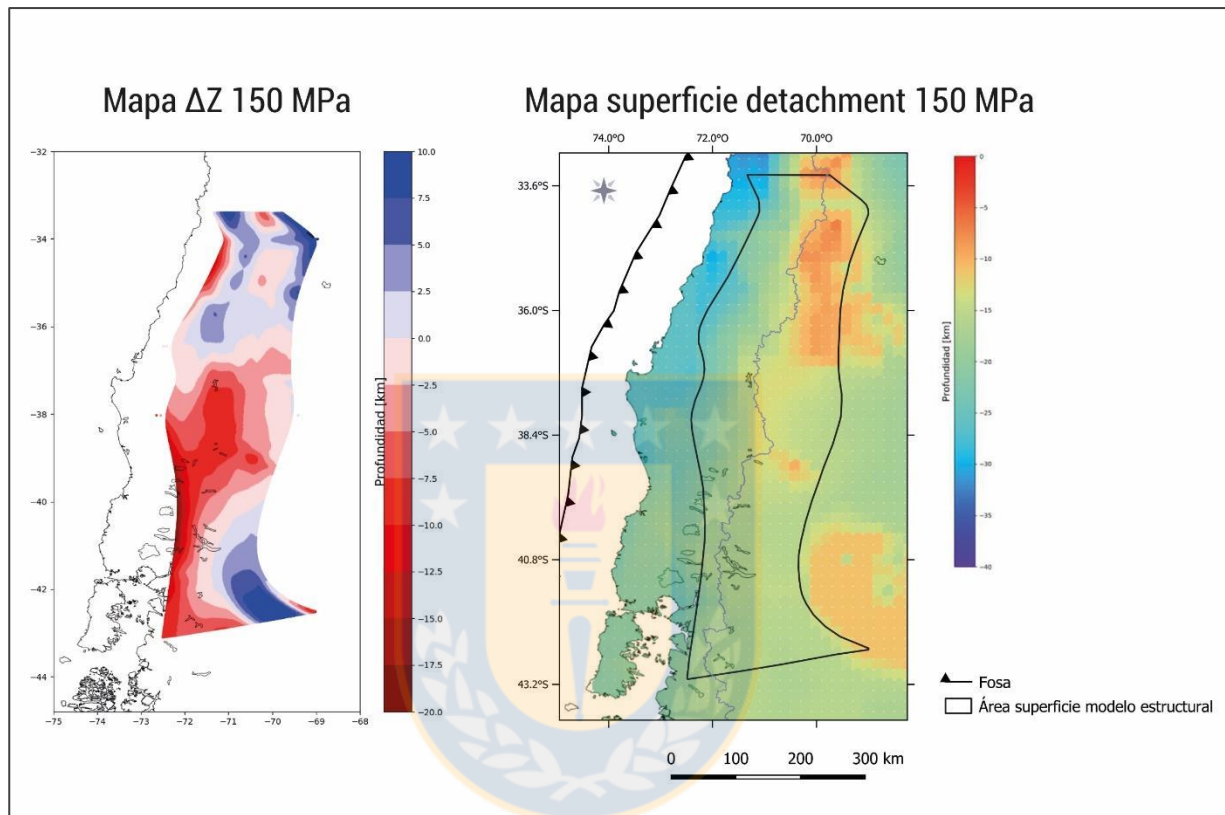 Mapa ΔZ 150 MPa
Mapa superficie detachment 150 MPa
−32
−34
−36
−38
−40
−42
−44
−75
−74
−73
−72
−71
−70
−69
−68
10.0
7.5
5.0
2.5
0.0
−2.5
−5.0
−7.5
−10.0
−12.5
−15.0
−17.5
−20.0
Profundidad [km]
74.0°O
72.0°O
70.0°O
33.6°S
36.0°S
38.4°S
40.8°S
43.2°S
0
−5
−10
−15
−20
−25
−30
−35
−40
Profundidad [km]
Fosa
Área superficie modelo estructural
0
100
200
300 km